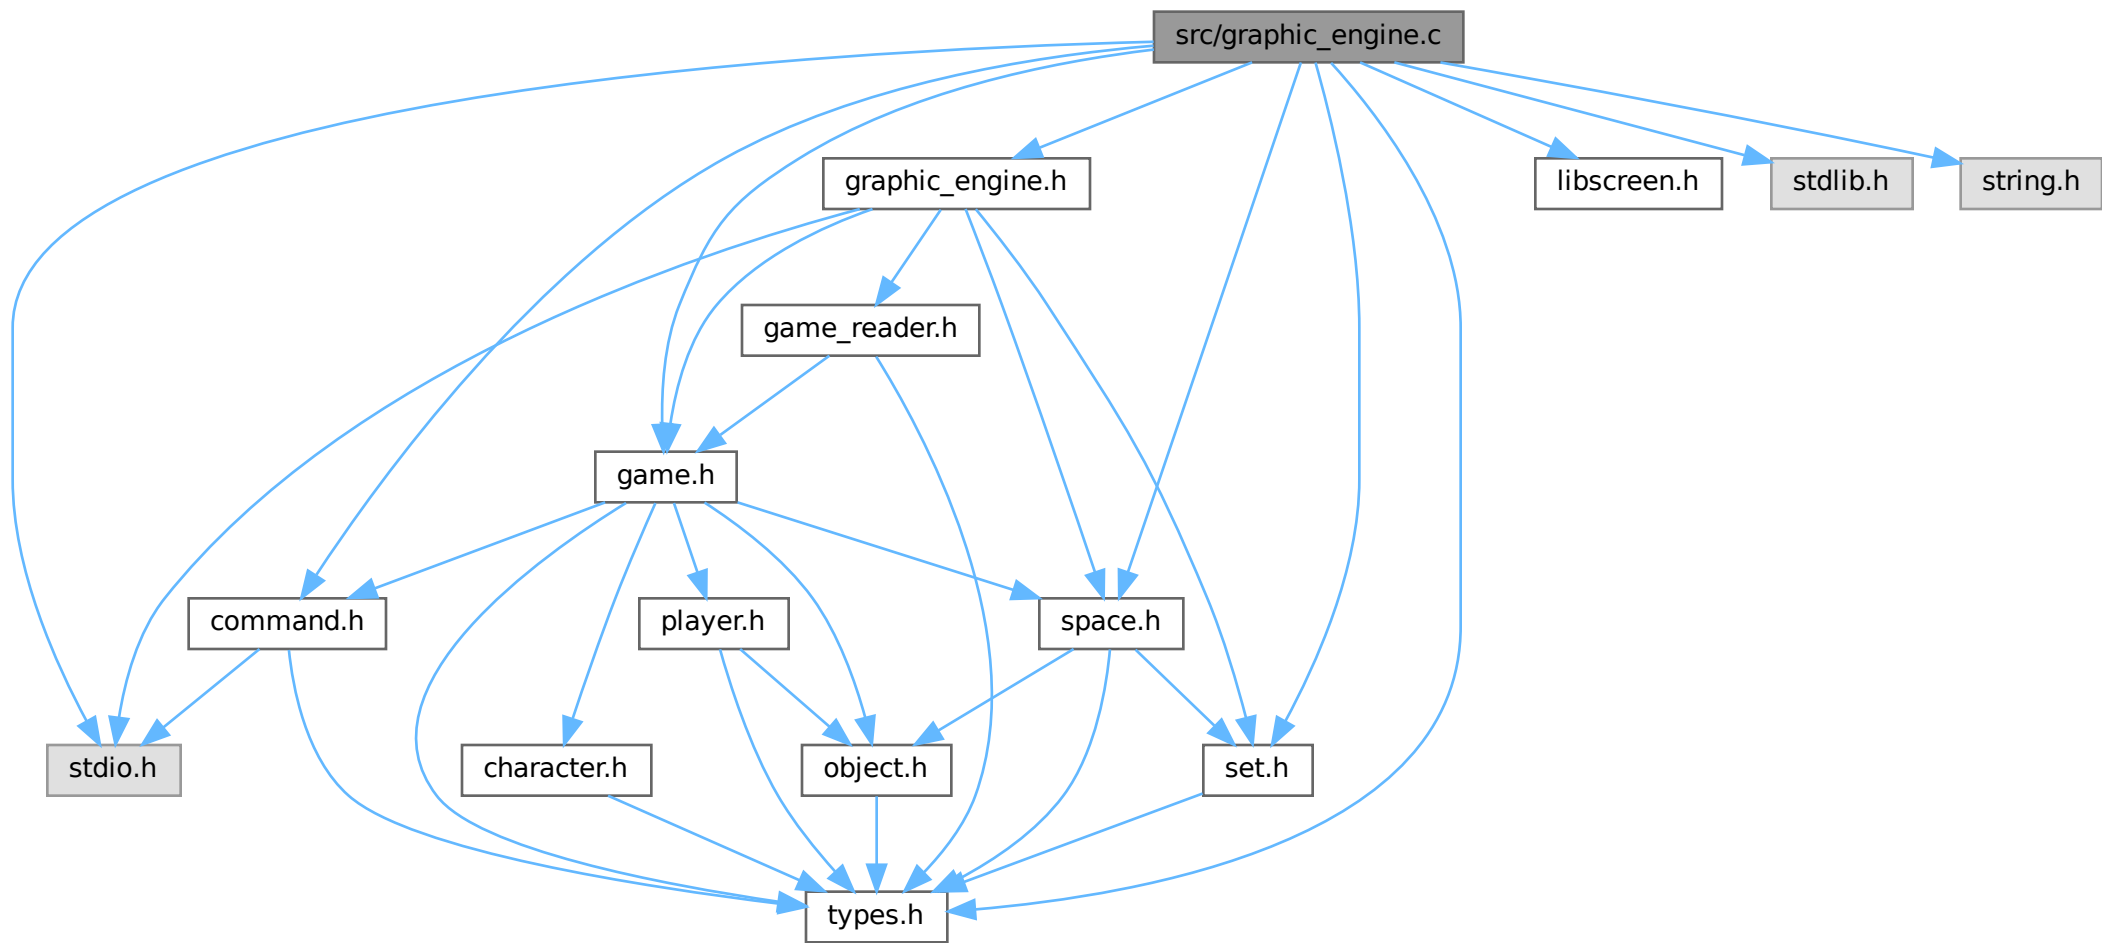 src/graphic_engine.c
graphic_engine.h
libscreen.h
stdlib.h
string.h
game_reader.h
game.h
command.h
player.h
space.h
stdio.h
character.h
object.h
set.h
types.h